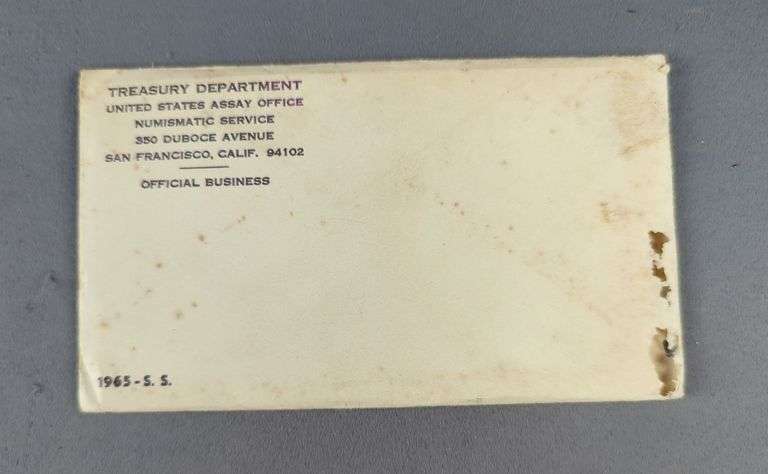 TREASURY DEPARTMENT
UNITED STATES ASSAY OFFICE
NUMISMATIC SERVICE
350 DUBOCE AVENUE
SAN FRANCISCO, CALIF. 94102
OFFICIAL BUSINESS
1965-S. S.